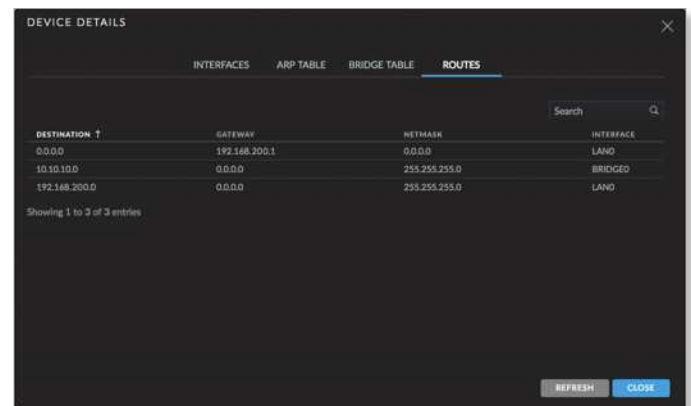 DEVICE DETAILS
INTERFACES ARP TABLE BRIDGE TABLE ROUTES
Search
DESTINATION ↑ GATEWAY NETMASK INTERFACE
0.0.0.0 192.168.200.1 0.0.0.0 LAN0
10.10.10.0 0.0.0.0 255.255.255.0 BRIDGE0
192.168.200.0 0.0.0.0 255.255.255.0 LAN0
Showing 1 to 3 of 3 entries
REFRESH CLOSE